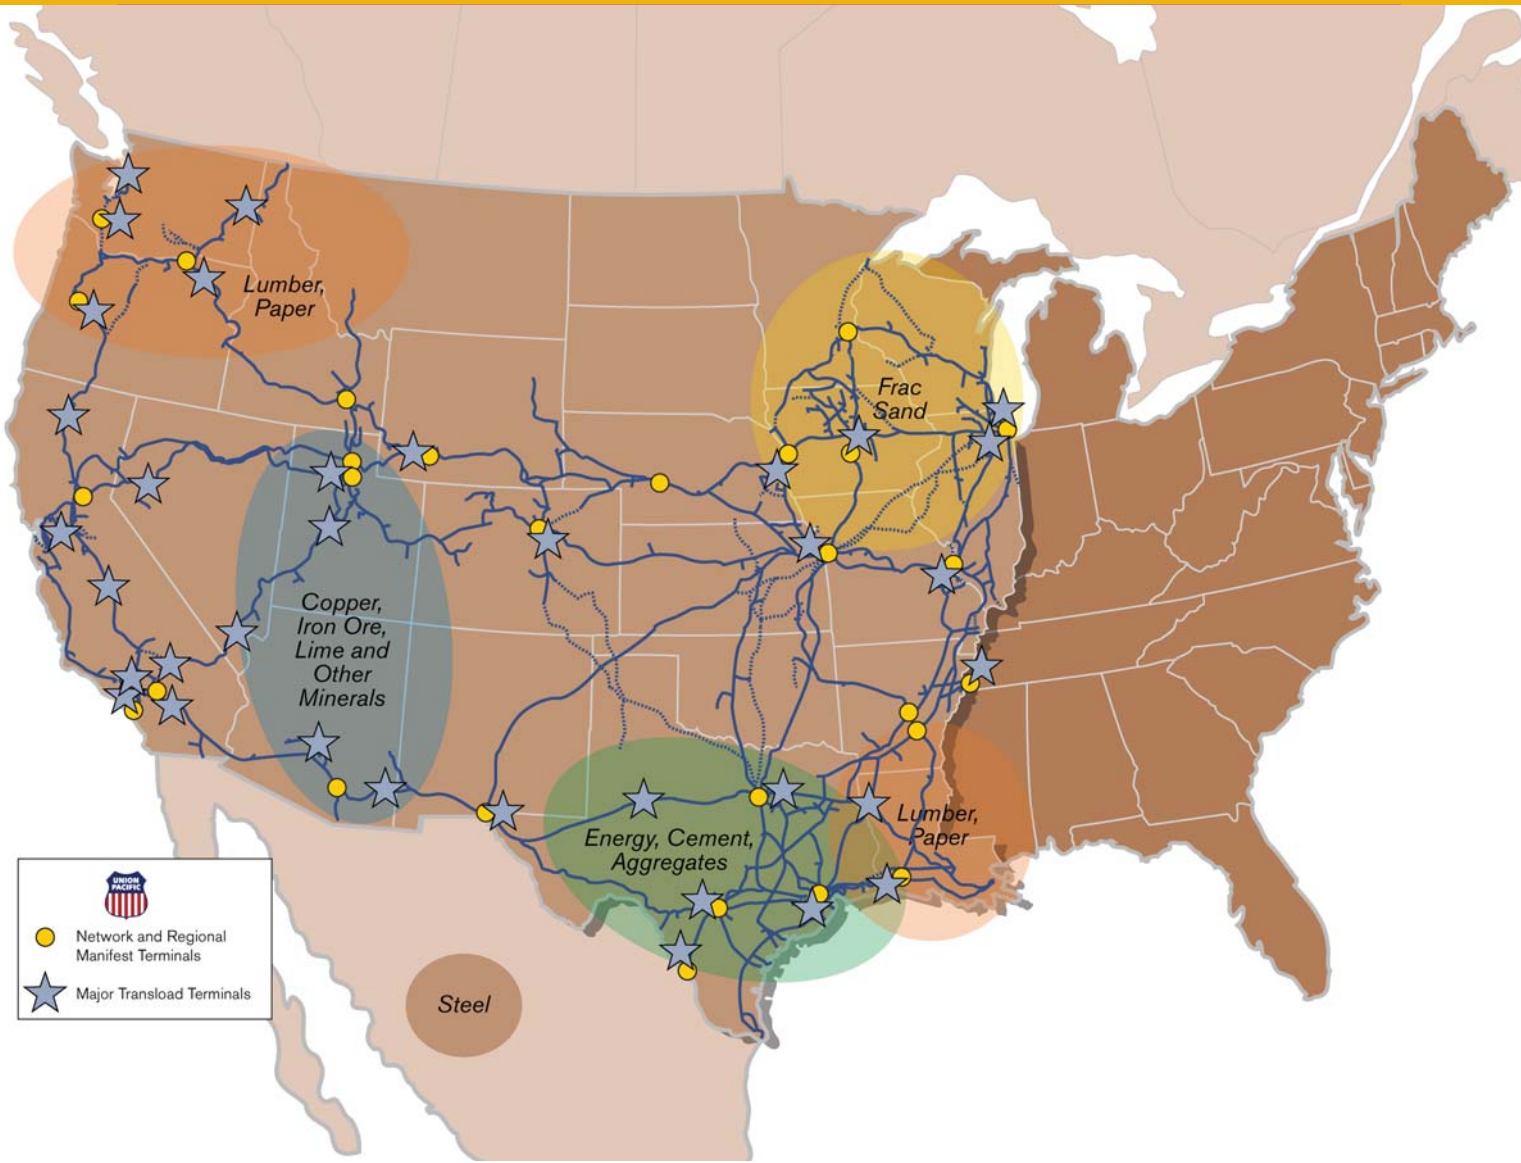 Lumber,
Paper
Frac
Sand
Copper,
Iron Ore,
Lime and
Other
Minerals
Energy, Cement,
Aggregates
Lumber,
Paper
Steel
UNION
PACIFIC
Network and Regional
Manifest Terminals
Major Transload Terminals